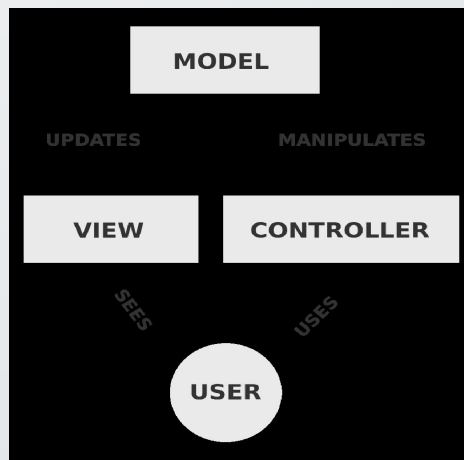 MODEL
UPDATES
MANIPULATES
VIEW
CONTROLLER
SEES
USES
USER